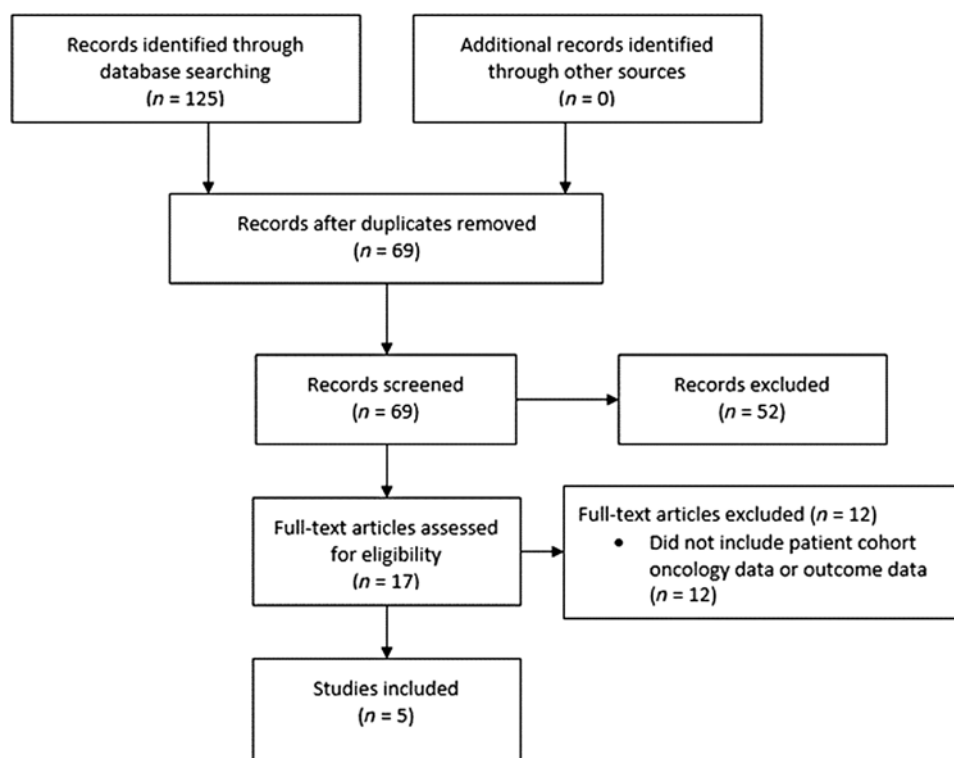 Records identified through
database searching
(n = 125)
Additional records identified
through other sources
(n = 0)
Records after duplicates removed
(n = 69)
Records screened
(n = 69)
Records excluded
(n = 52)
Full-text articles assessed
for eligibility
(n = 17)
Full-text articles excluded (n = 12)
• Did not include patient cohort
oncology data or outcome data
(n = 12)
Studies included
(n = 5)